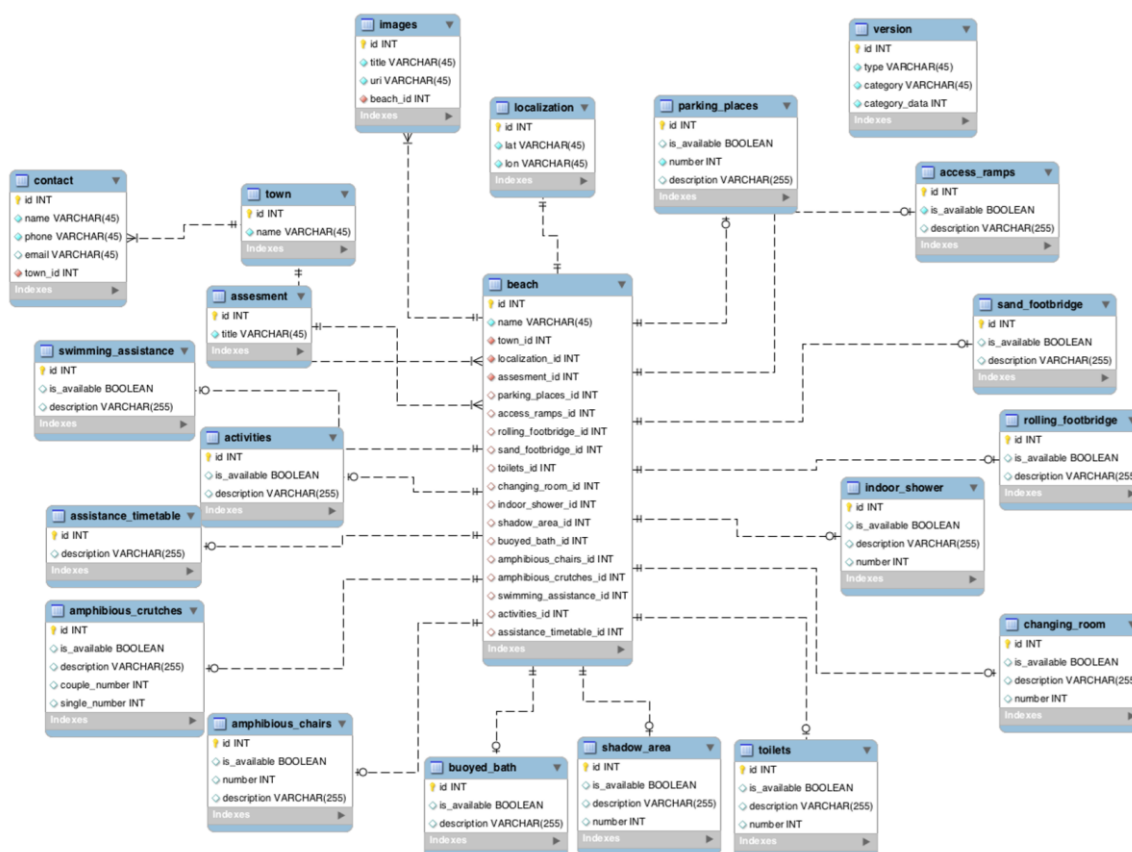 images
id INT
title VARCHAR(45)
uri VARCHAR(45)
beach_id INT
Indexes
version
id INT
type VARCHAR(45)
category VARCHAR(45)
category_data INT
Indexes
localization
id INT
lat VARCHAR(45)
lon VARCHAR(45)
Indexes
parking_places
id INT
is_available BOOLEAN
number INT
description VARCHAR(255)
Indexes
contact
id INT
name VARCHAR(45)
phone VARCHAR(45)
email VARCHAR(45)
town_id INT
Indexes
town
id INT
name VARCHAR(45)
Indexes
access_ramps
id INT
is_available BOOLEAN
description VARCHAR(255)
Indexes
assesment
id INT
title VARCHAR(45)
Indexes
beach
id INT
name VARCHAR(45)
town_id INT
localization_id INT
assesment_id INT
parking_places_id INT
access_ramps_id INT
rolling_footbridge_id INT
sand_footbridge_id INT
toilets_id INT
changing_room_id INT
indoor_shower_id INT
shadow_area_id INT
buoyed_bath_id INT
amphibious_chairs_id INT
amphibious_crutches_id INT
swimming_assistance_id INT
activities_id INT
assistance_timetable_id INT
Indexes
sand_footbridge
id INT
is_available BOOLEAN
description VARCHAR(255)
Indexes
swimming_assistance
id INT
is_available BOOLEAN
description VARCHAR(255)
Indexes
activities
id INT
is_available BOOLEAN
description VARCHAR(255)
Indexes
rolling_footbridge
id INT
is_available BOOLEAN
description VARCHAR(255)
Indexes
indoor_shower
id INT
is_available BOOLEAN
description VARCHAR(255)
number INT
Indexes
assistance_timetable
id INT
description VARCHAR(255)
Indexes
amphibious_crutches
id INT
is_available BOOLEAN
description VARCHAR(255)
couple_number INT
single_number INT
Indexes
changing_room
id INT
is_available BOOLEAN
description VARCHAR(255)
number INT
Indexes
amphibious_chairs
id INT
is_available BOOLEAN
number INT
description VARCHAR(255)
Indexes
buoyed_bath
id INT
is_available BOOLEAN
description VARCHAR(255)
Indexes
shadow_area
id INT
is_available BOOLEAN
description VARCHAR(255)
number INT
Indexes
toilets
id INT
is_available BOOLEAN
description VARCHAR(255)
number INT
Indexes